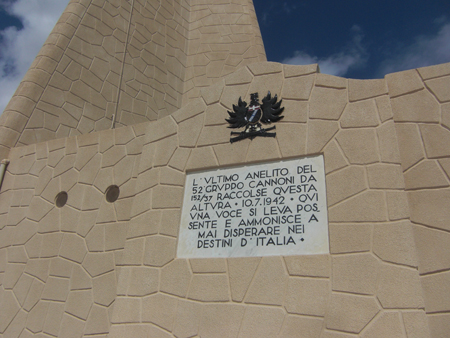 L'VLTIMO ANELITO DEL
52° GRVPPO CANNONI DA
152/37 RACCOLSE QVESTA
ALTVRA • 10.7.1942 • QVI
VNA VOCE SI LEVA POS‚
SENTE E AMMONISCE A
MAI DISPERARE NEI
DESTINI D'ITALIA •